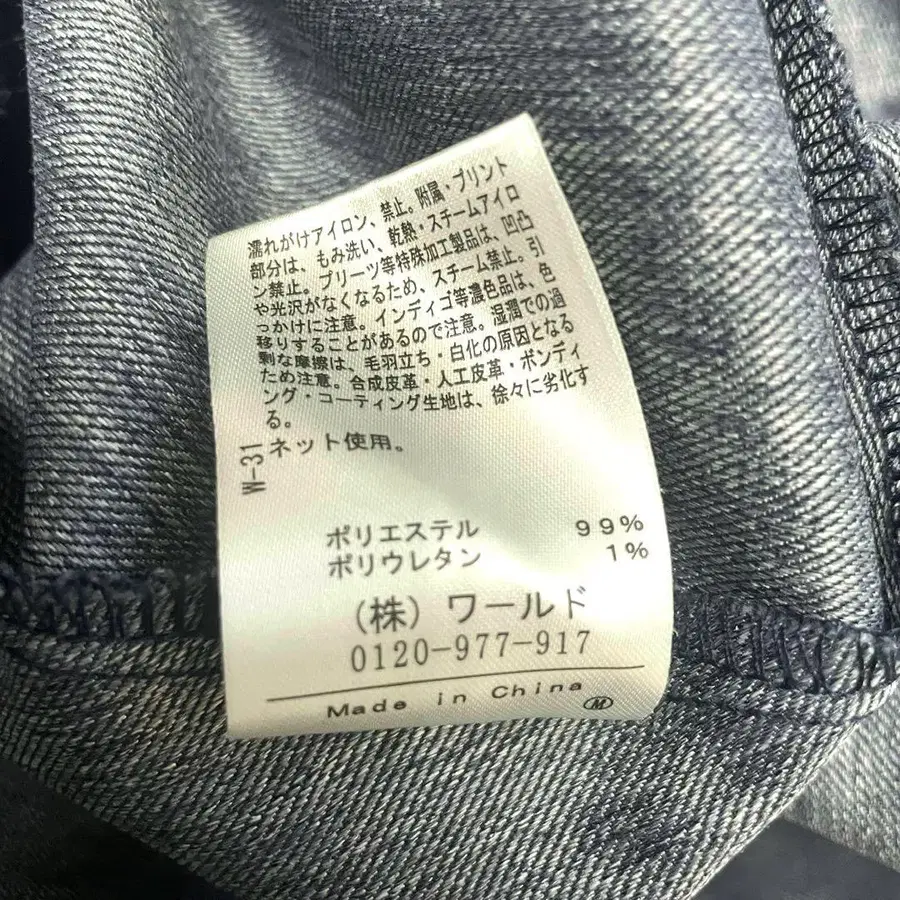 濡れがけアイロン、禁止。附属・プリント
部分は、もみ洗い、乾熱・スチームアイロ
ン禁止。プリーツ等特殊加工製品は、凹凸
や光沢がなくなるため、スチーム禁止。引
っかけに注意。インディゴ等濃色品は、色
移りすることがあるので注意。湿潤での過
剰な摩擦は、毛羽立ち・白化の原因となる
ため注意。合成皮革・人工皮革・ボンディ
ング・コーティング生地は、徐々に劣化す
る。
ネット使用。
W-31
ポリエステル 99%
ポリウレタン 1%
(株)ワールド
0120-977-917
Made in China
M